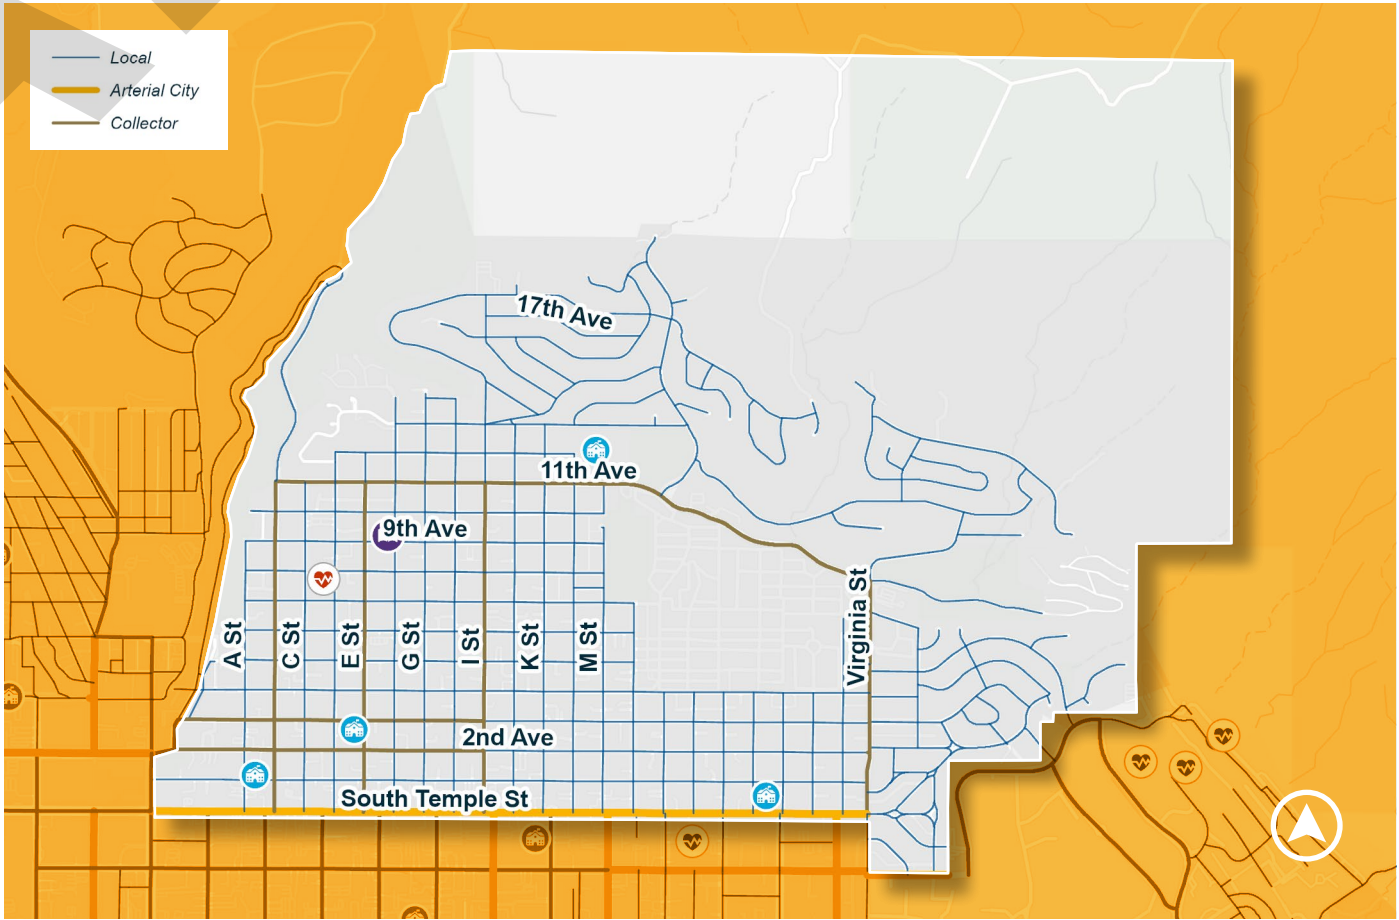 Local
Arterial City
Collector
17th Ave
11th Ave
9th Ave
A St
C St
E St
G St
I St
K St
M St
Virginia St
2nd Ave
South Temple St